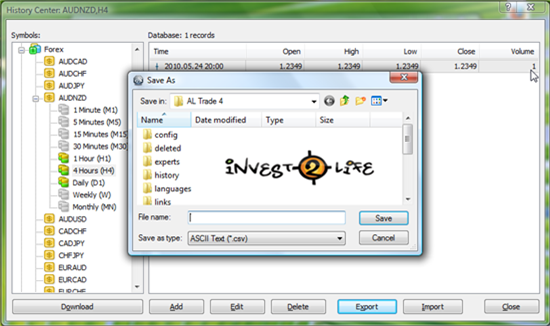 History Center: AUDNZD,H4
Symbols:
Database: 1 records
Forex
AUDCAD
AUDCHF
AUDJPY
AUDNZD
1 Minute (M1)
5 Minutes (M5)
15 Minutes (M15
30 Minutes (M30
1 Hour (H1)
4 Hours (H4)
Daily (D1)
Weekly (W)
Monthly (MN)
AUDUSD
CADCHF
CADJPY
CHFJPY
EURAUD
EURCAD
EURCHF
Time Open High Low Close Volume
2010.05.24 20:00 1.2349 1.2349 1.2349 1.2349 1
Save As
Save in: AL Trade 4
Name Date modified Type Size
config
deleted
experts
history
languages
links
INVEST-2-LIFE
File name:
Save
Save as type: ASCII Text (*.csv)
Cancel
Download Add Edit Delete Export Import Close